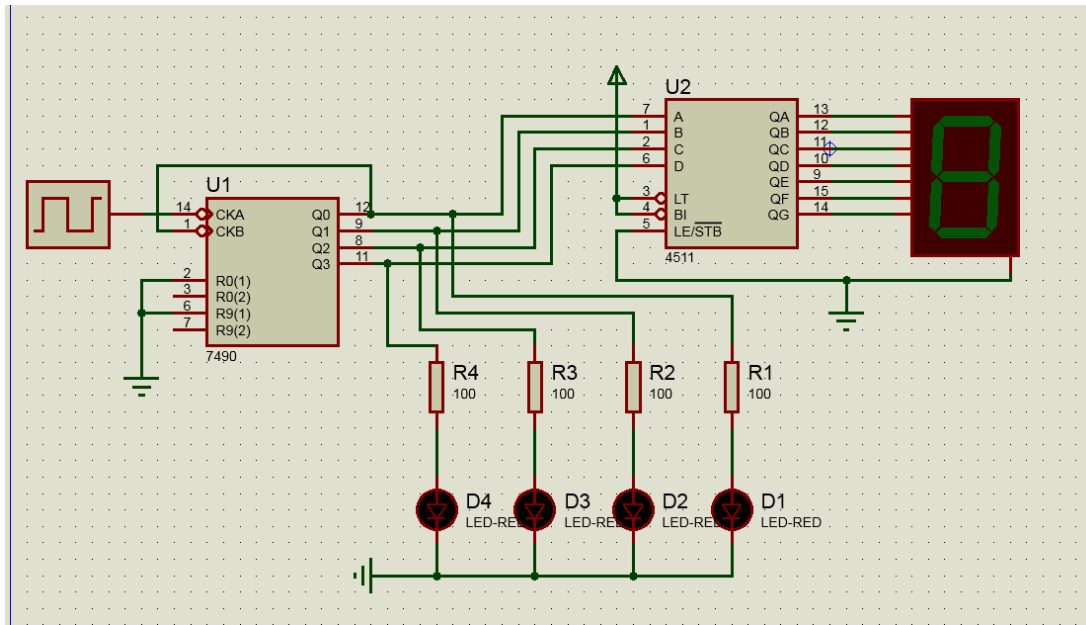 U1
14 CKA Q0 12
1 CKB Q1 9
Q2 8
Q3 11
2 R0(1)
3 R0(2)
6 R9(1)
7 R9(2)
7490
U2
7 A QA 13
1 B QB 12
2 C QC 11
6 D QD 10
QE 9
3 LT QF 15
4 BI QG 14
5 LE/STB
4511
R4
100
R3
100
R2
100
R1
100
D4
LED-RED
D3
LED-RED
D2
LED-RED
D1
LED-RED